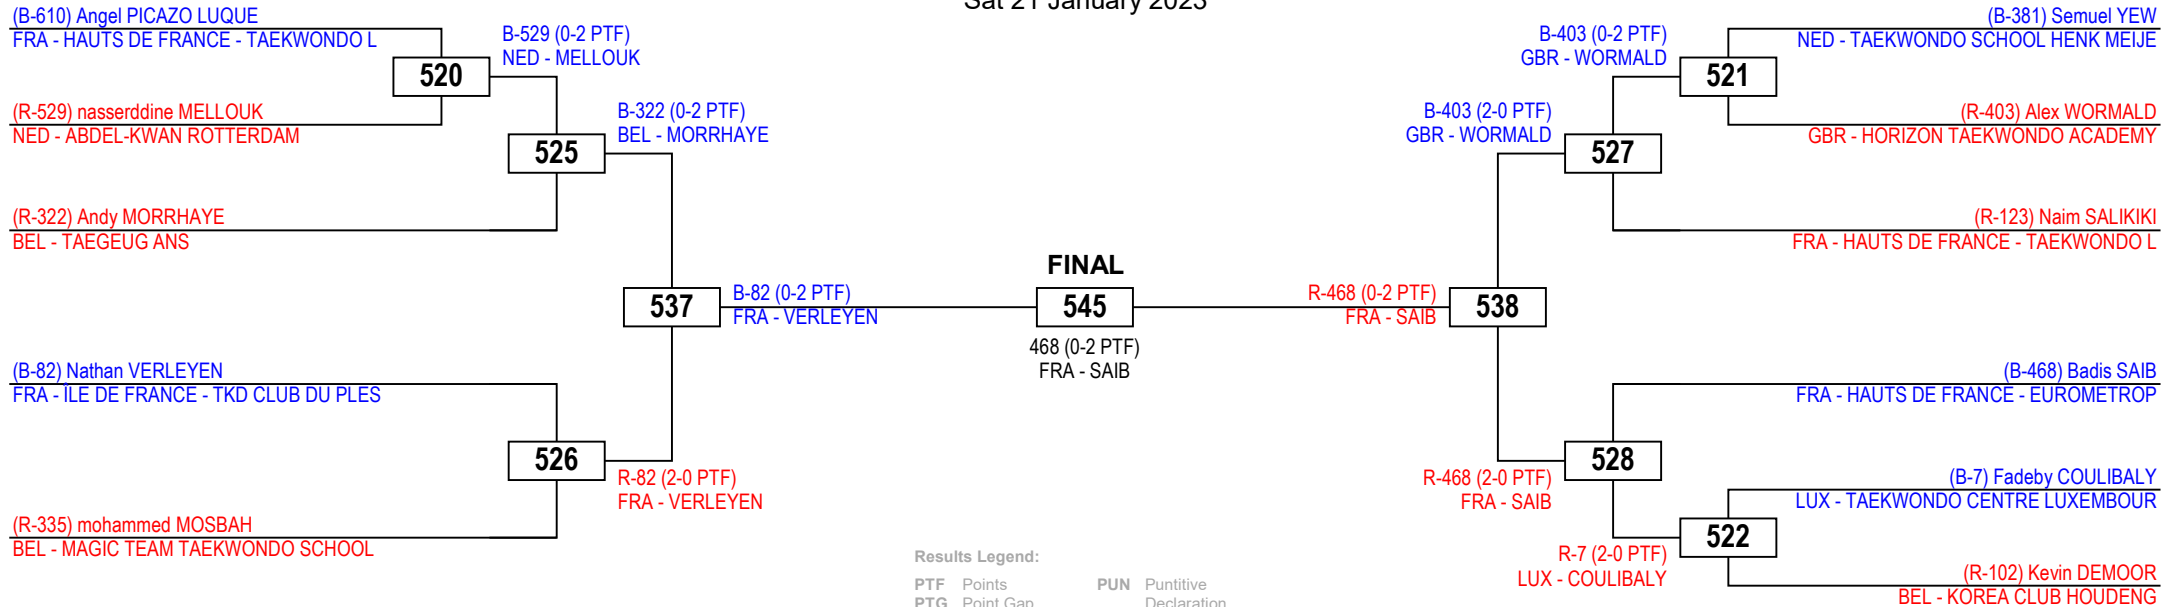 Sat 21 January 2023
(B-610) Angel PICAZO LUQUE
FRA - HAUTS DE FRANCE - TAEKWONDO L
520
B-529 (0-2 PTF)
NED - MELLOUK
(R-529) nasserddine MELLOUK
NED - ABDEL-KWAN ROTTERDAM
525
B-322 (0-2 PTF)
BEL - MORRHAYE
(R-322) Andy MORRHAYE
BEL - TAEGEUG ANS
537
B-82 (0-2 PTF)
FRA - VERLEYEN
(B-82) Nathan VERLEYEN
FRA - ÎLE DE FRANCE - TKD CLUB DU PLES
526
R-82 (2-0 PTF)
FRA - VERLEYEN
(R-335) mohammed MOSBAH
BEL - MAGIC TEAM TAEKWONDO SCHOOL
FINAL
545
468 (0-2 PTF)
FRA - SAIB
(B-381) Semuel YEW
NED - TAEKWONDO SCHOOL HENK MEIJE
B-403 (0-2 PTF)
GBR - WORMALD
521
(R-403) Alex WORMALD
GBR - HORIZON TAEKWONDO ACADEMY
B-403 (2-0 PTF)
GBR - WORMALD
527
(R-123) Naim SALIKIKI
FRA - HAUTS DE FRANCE - TAEKWONDO L
R-468 (0-2 PTF)
FRA - SAIB
538
(B-468) Badis SAIB
FRA - HAUTS DE FRANCE - EUROMETROP
528
R-468 (2-0 PTF)
FRA - SAIB
(B-7) Fadeby COULIBALY
LUX - TAEKWONDO CENTRE LUXEMBOUR
522
R-7 (2-0 PTF)
LUX - COULIBALY
(R-102) Kevin DEMOOR
BEL - KOREA CLUB HOUDENG
Results Legend:
PTF Points PUN Puntitive
PTG Point Gap Declaration